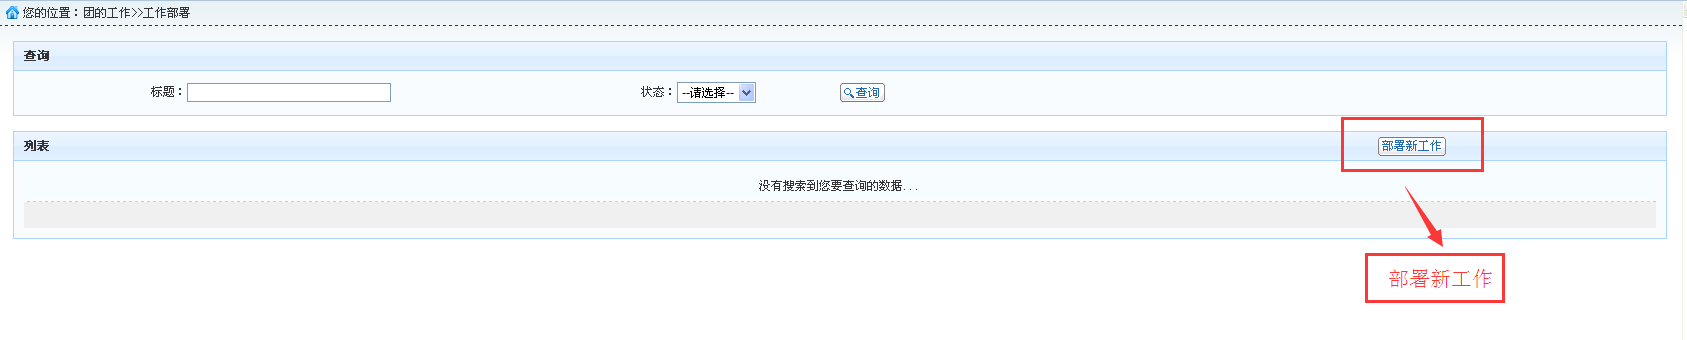 您的位置：团的工作>>工作部署
查询
标题： 状态： --请选择-- 查询
列表 部署新工作
没有搜索到您要查询的数据...
部署新工作